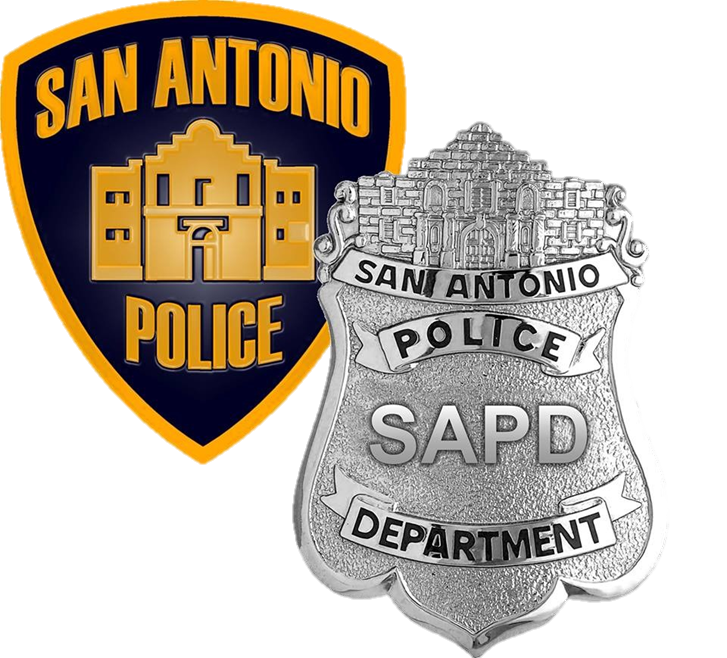 SAN ANTONIO
POLICE
SAN ANTONIO
POLICE
SAPD
DEPARTMENT